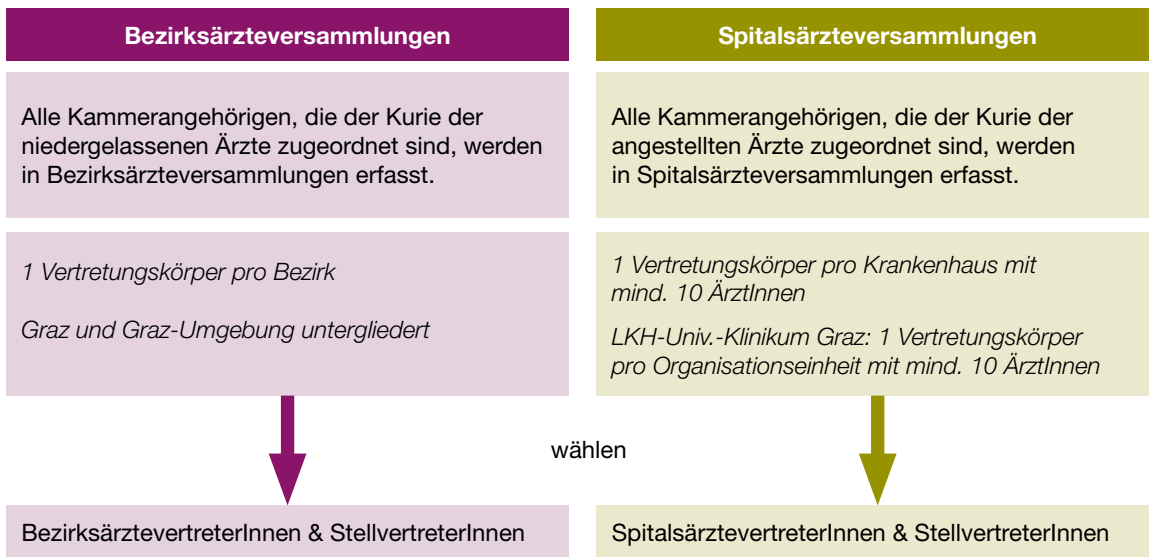 Bezirksärzteversammlungen
Alle Kammerangehörigen, die der Kurie der
niedergelassenen Ärzte zugeordnet sind, werden
in Bezirksärzteversammlungen erfasst.
1 Vertretungskörper pro Bezirk
Graz und Graz-Umgebung untergliedert
Spitalsärzteversammlungen
Alle Kammerangehörigen, die der Kurie der
angestellten Ärzte zugeordnet sind, werden
in Spitalsärzteversammlungen erfasst.
1 Vertretungskörper pro Krankenhaus mit
mind. 10 ÄrztInnen
LKH-Univ.-Klinikum Graz: 1 Vertretungskörper
pro Organisationseinheit mit mind. 10 ÄrztInnen
wählen
BezirksärztevertreterInnen & StellvertreterInnen
SpitalsärztevertreterInnen & StellvertreterInnen